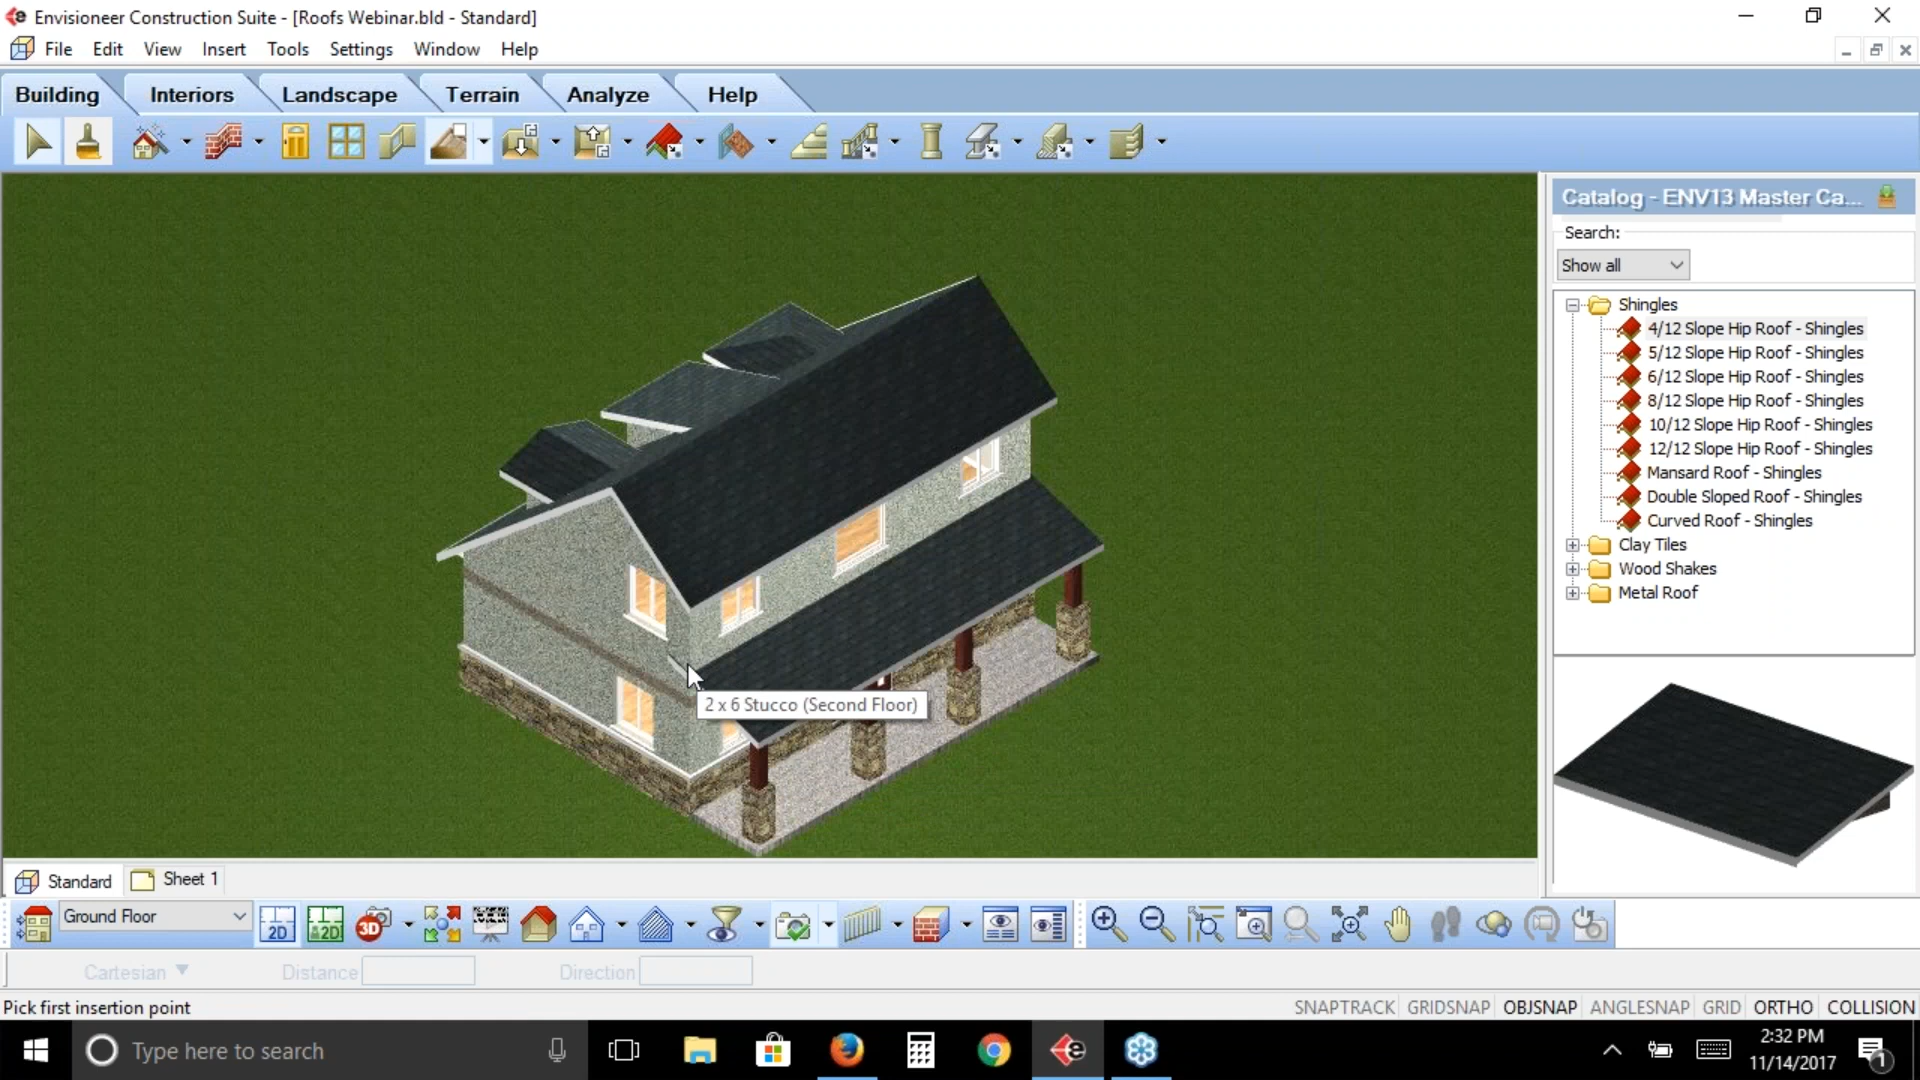 Envisioneer Construction Suite - [Roofs Webinar.bld - Standard]
File Edit View Insert Tools Settings Window Help
Building Interiors Landscape Terrain Analyze Help
Catalog - ENV13 Master Ca...
Search:
Show all
Shingles
4/12 Slope Hip Roof - Shingles
5/12 Slope Hip Roof - Shingles
6/12 Slope Hip Roof - Shingles
8/12 Slope Hip Roof - Shingles
10/12 Slope Hip Roof - Shingles
12/12 Slope Hip Roof - Shingles
Mansard Roof - Shingles
Double Sloped Roof - Shingles
Curved Roof - Shingles
Clay Tiles
Wood Shakes
Metal Roof
2 x 6 Stucco (Second Floor)
Standard Sheet 1
Ground Floor 2D 2D 3D
Cartesian Distance Direction
Pick first insertion point SNAPTRACK GRIDSNAP OBJSNAP ANGLESNAP GRID ORTHO COLLISION
Type here to search
2:32 PM
11/14/2017
1